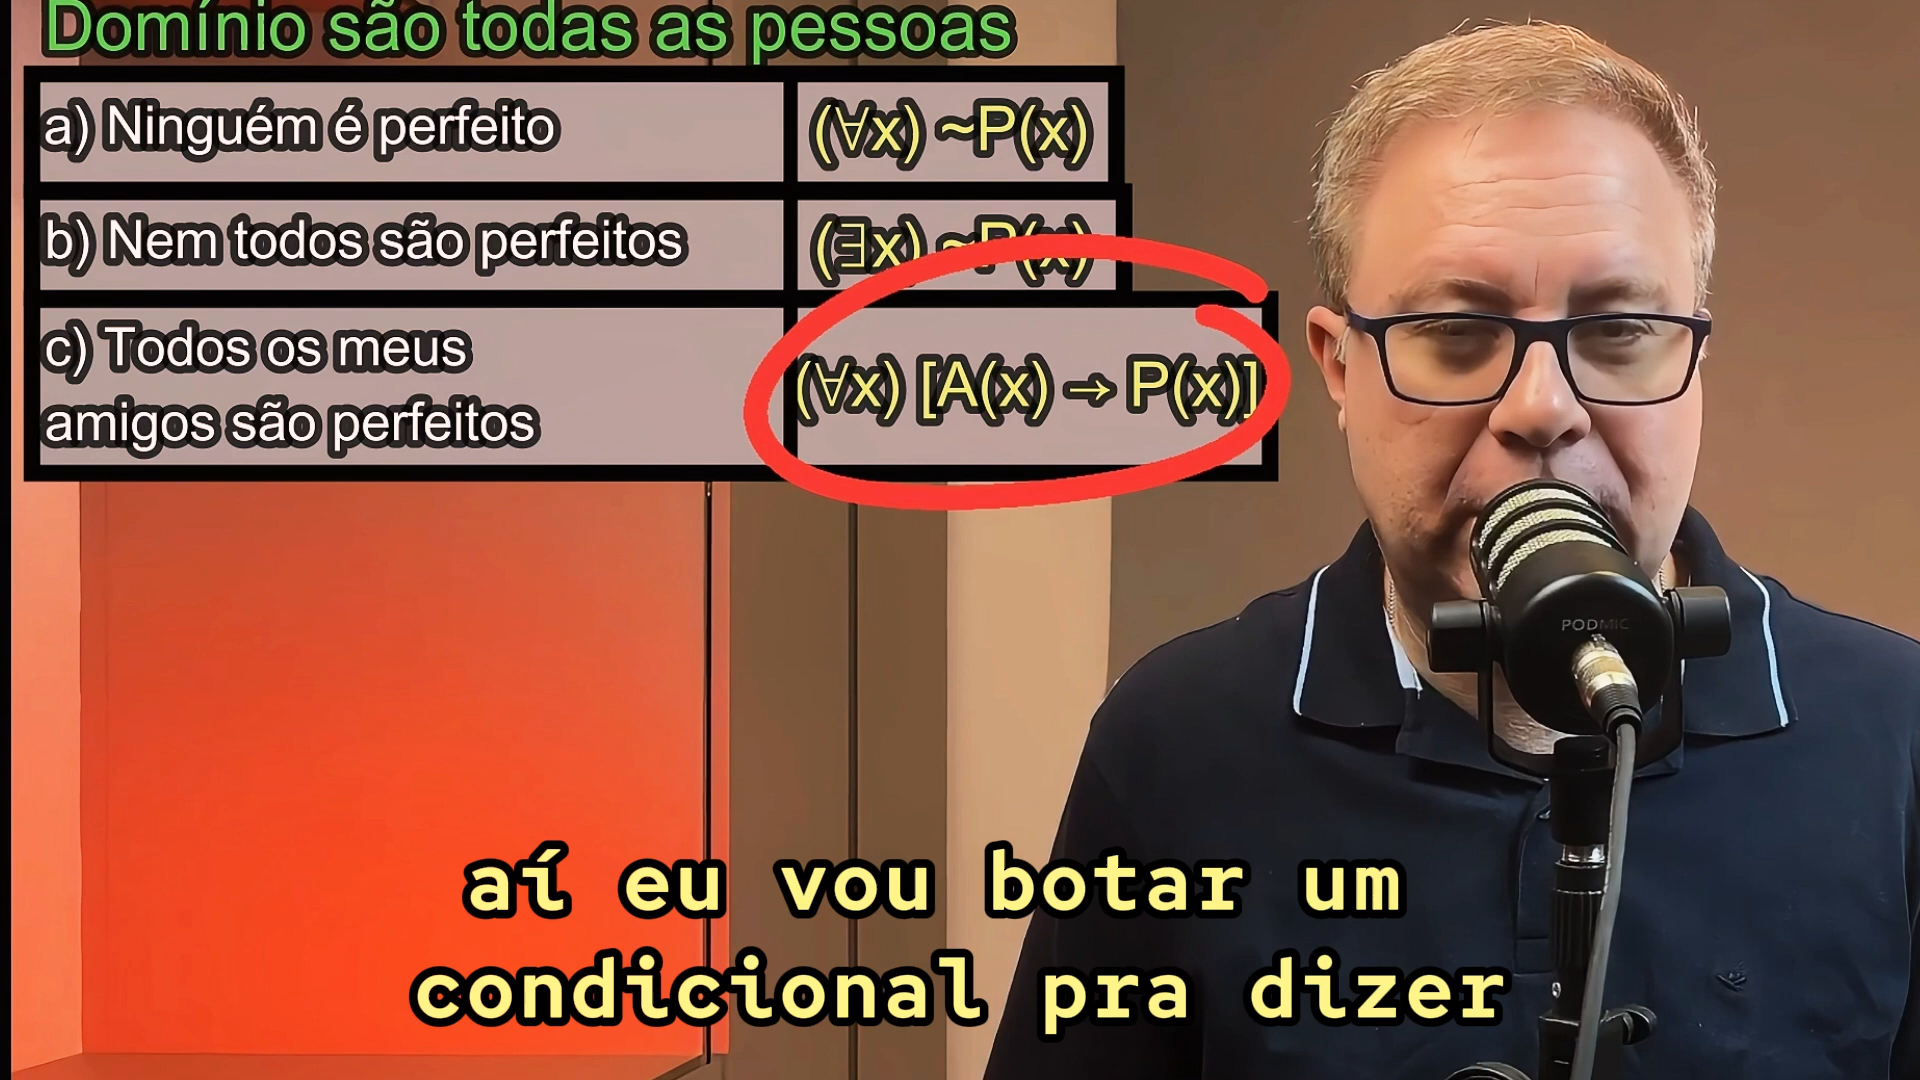 Domínio são todas as pessoas
a) Ninguém é perfeito
(∀x) ~P(x)
b) Nem todos são perfeitos
(∃x) ~P(x)
c) Todos os meus
amigos são perfeitos
(∀x) [A(x) → P(x)]
PODMIC
aí eu vou botar um
condicional pra dizer